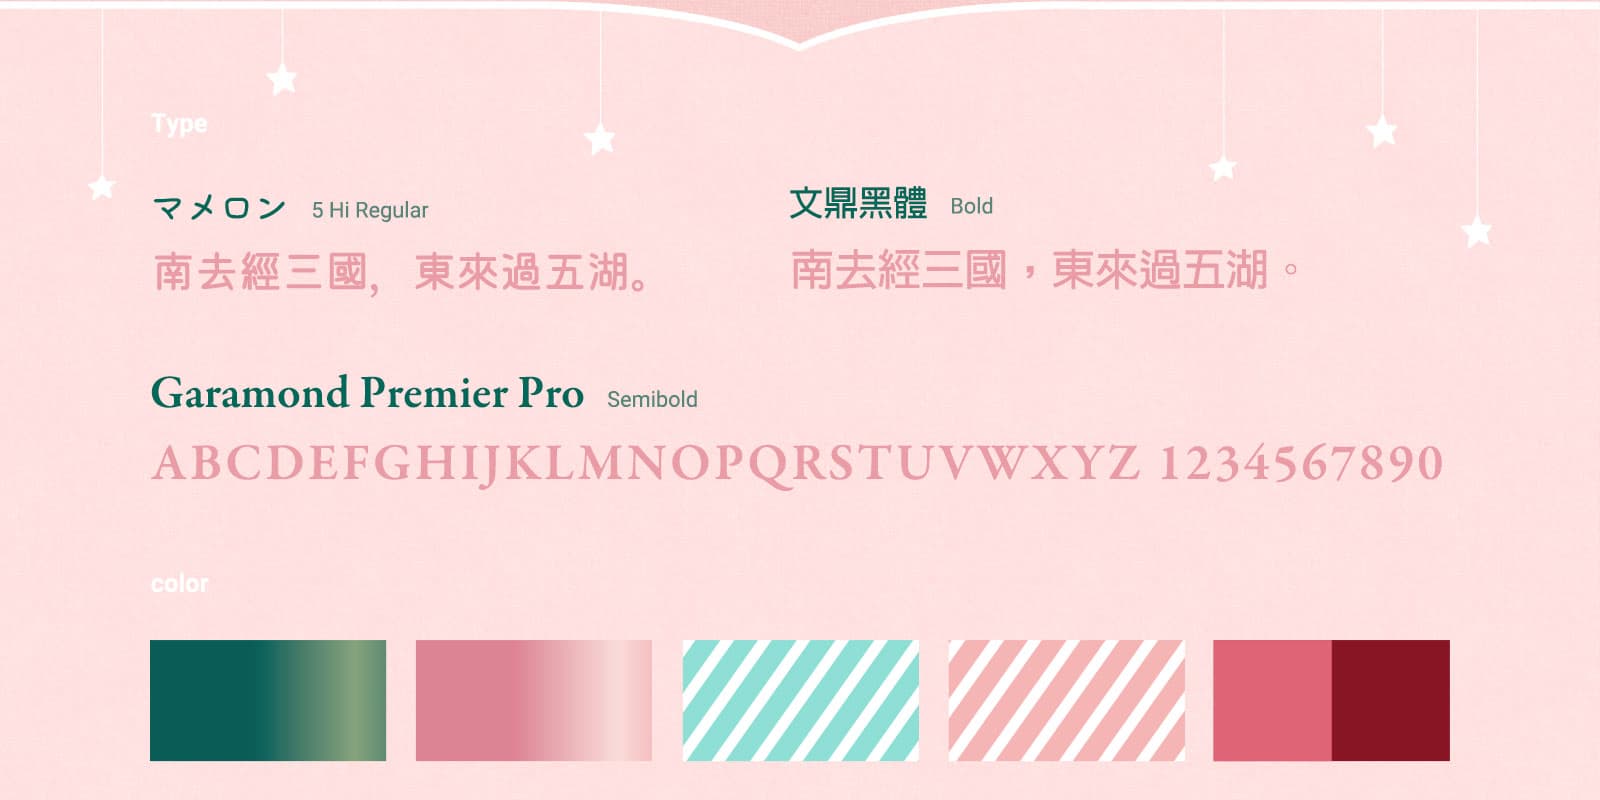 Type
マメロン 5 Hi Regular
南去經三國，東來過五湖。
文鼎黑體 Bold
南去經三國，東來過五湖。
Garamond Premier Pro Semibold
ABCDEFGHIJKLMNOPQRSTUVWXYZ 1234567890
color